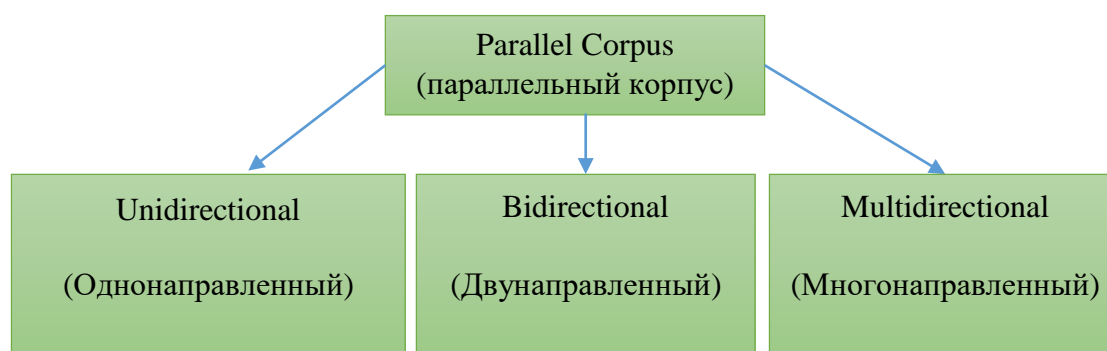 Parallel Corpus
(параллельный корпус)
Unidirectional
(Однонаправленный)
Bidirectional
(Двунаправленный)
Multidirectional
(Многонаправленный)